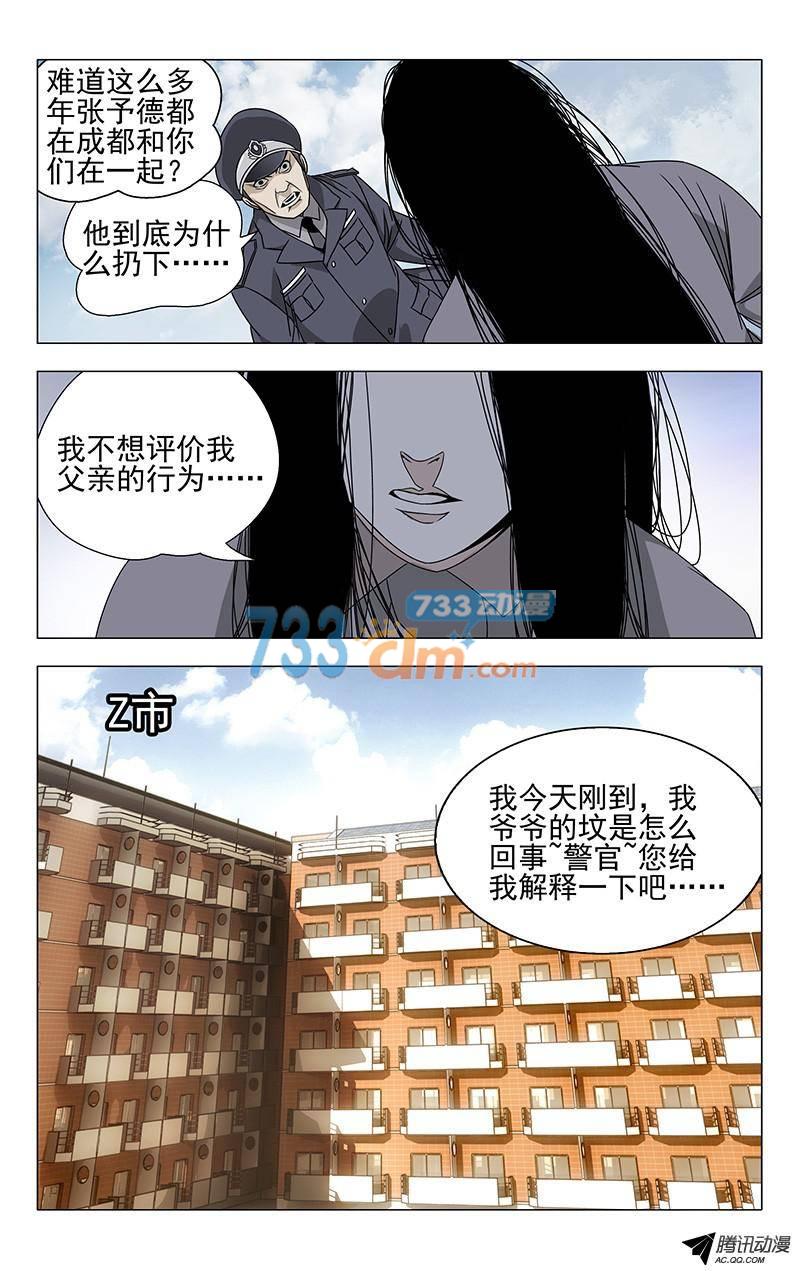 难道这么多
年张予德都
在成都和你
们在一起？
他到底为什
么扔下……
我不想评价我
父亲的行为……
733动漫
733dm.com
Z市
我今天刚到，我
爷爷的坟是怎么
回事~警官~您给
我解释一下吧……
腾讯动漫
AC.QQ.COM